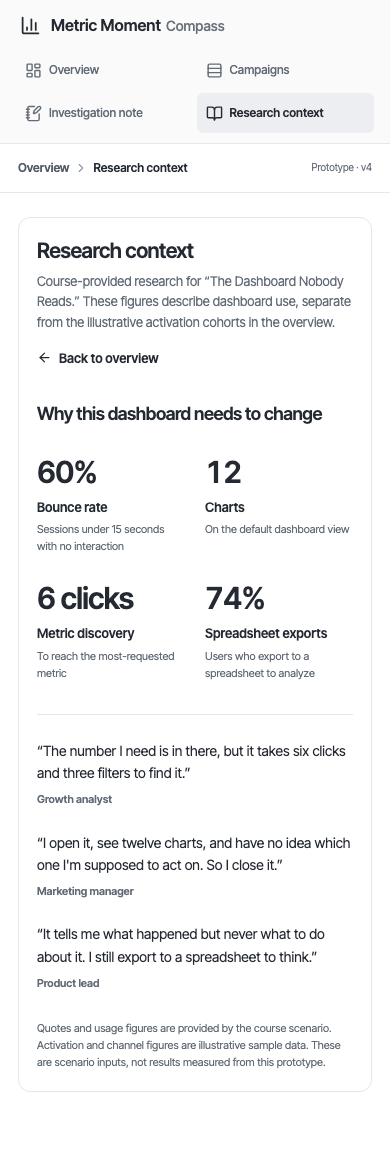 Metric Moment Compass
Overview
Campaigns
Investigation note
Research context
Overview > Research context
Prototype · v4
Research context
Course-provided research for “The Dashboard Nobody
Reads.” These figures describe dashboard use, separate
from the illustrative activation cohorts in the overview.
← Back to overview
Why this dashboard needs to change
60%
Bounce rate
Sessions under 15 seconds
with no interaction
12
Charts
On the default dashboard view
6 clicks
Metric discovery
To reach the most-requested
metric
74%
Spreadsheet exports
Users who export to a
spreadsheet to analyze
“The number I need is in there, but it takes six clicks
and three filters to find it.”
Growth analyst
“I open it, see twelve charts, and have no idea which
one I'm supposed to act on. So I close it.”
Marketing manager
“It tells me what happened but never what to do
about it. I still export to a spreadsheet to think.”
Product lead
Quotes and usage figures are provided by the course scenario.
Activation and channel figures are illustrative sample data. These
are scenario inputs, not results measured from this prototype.